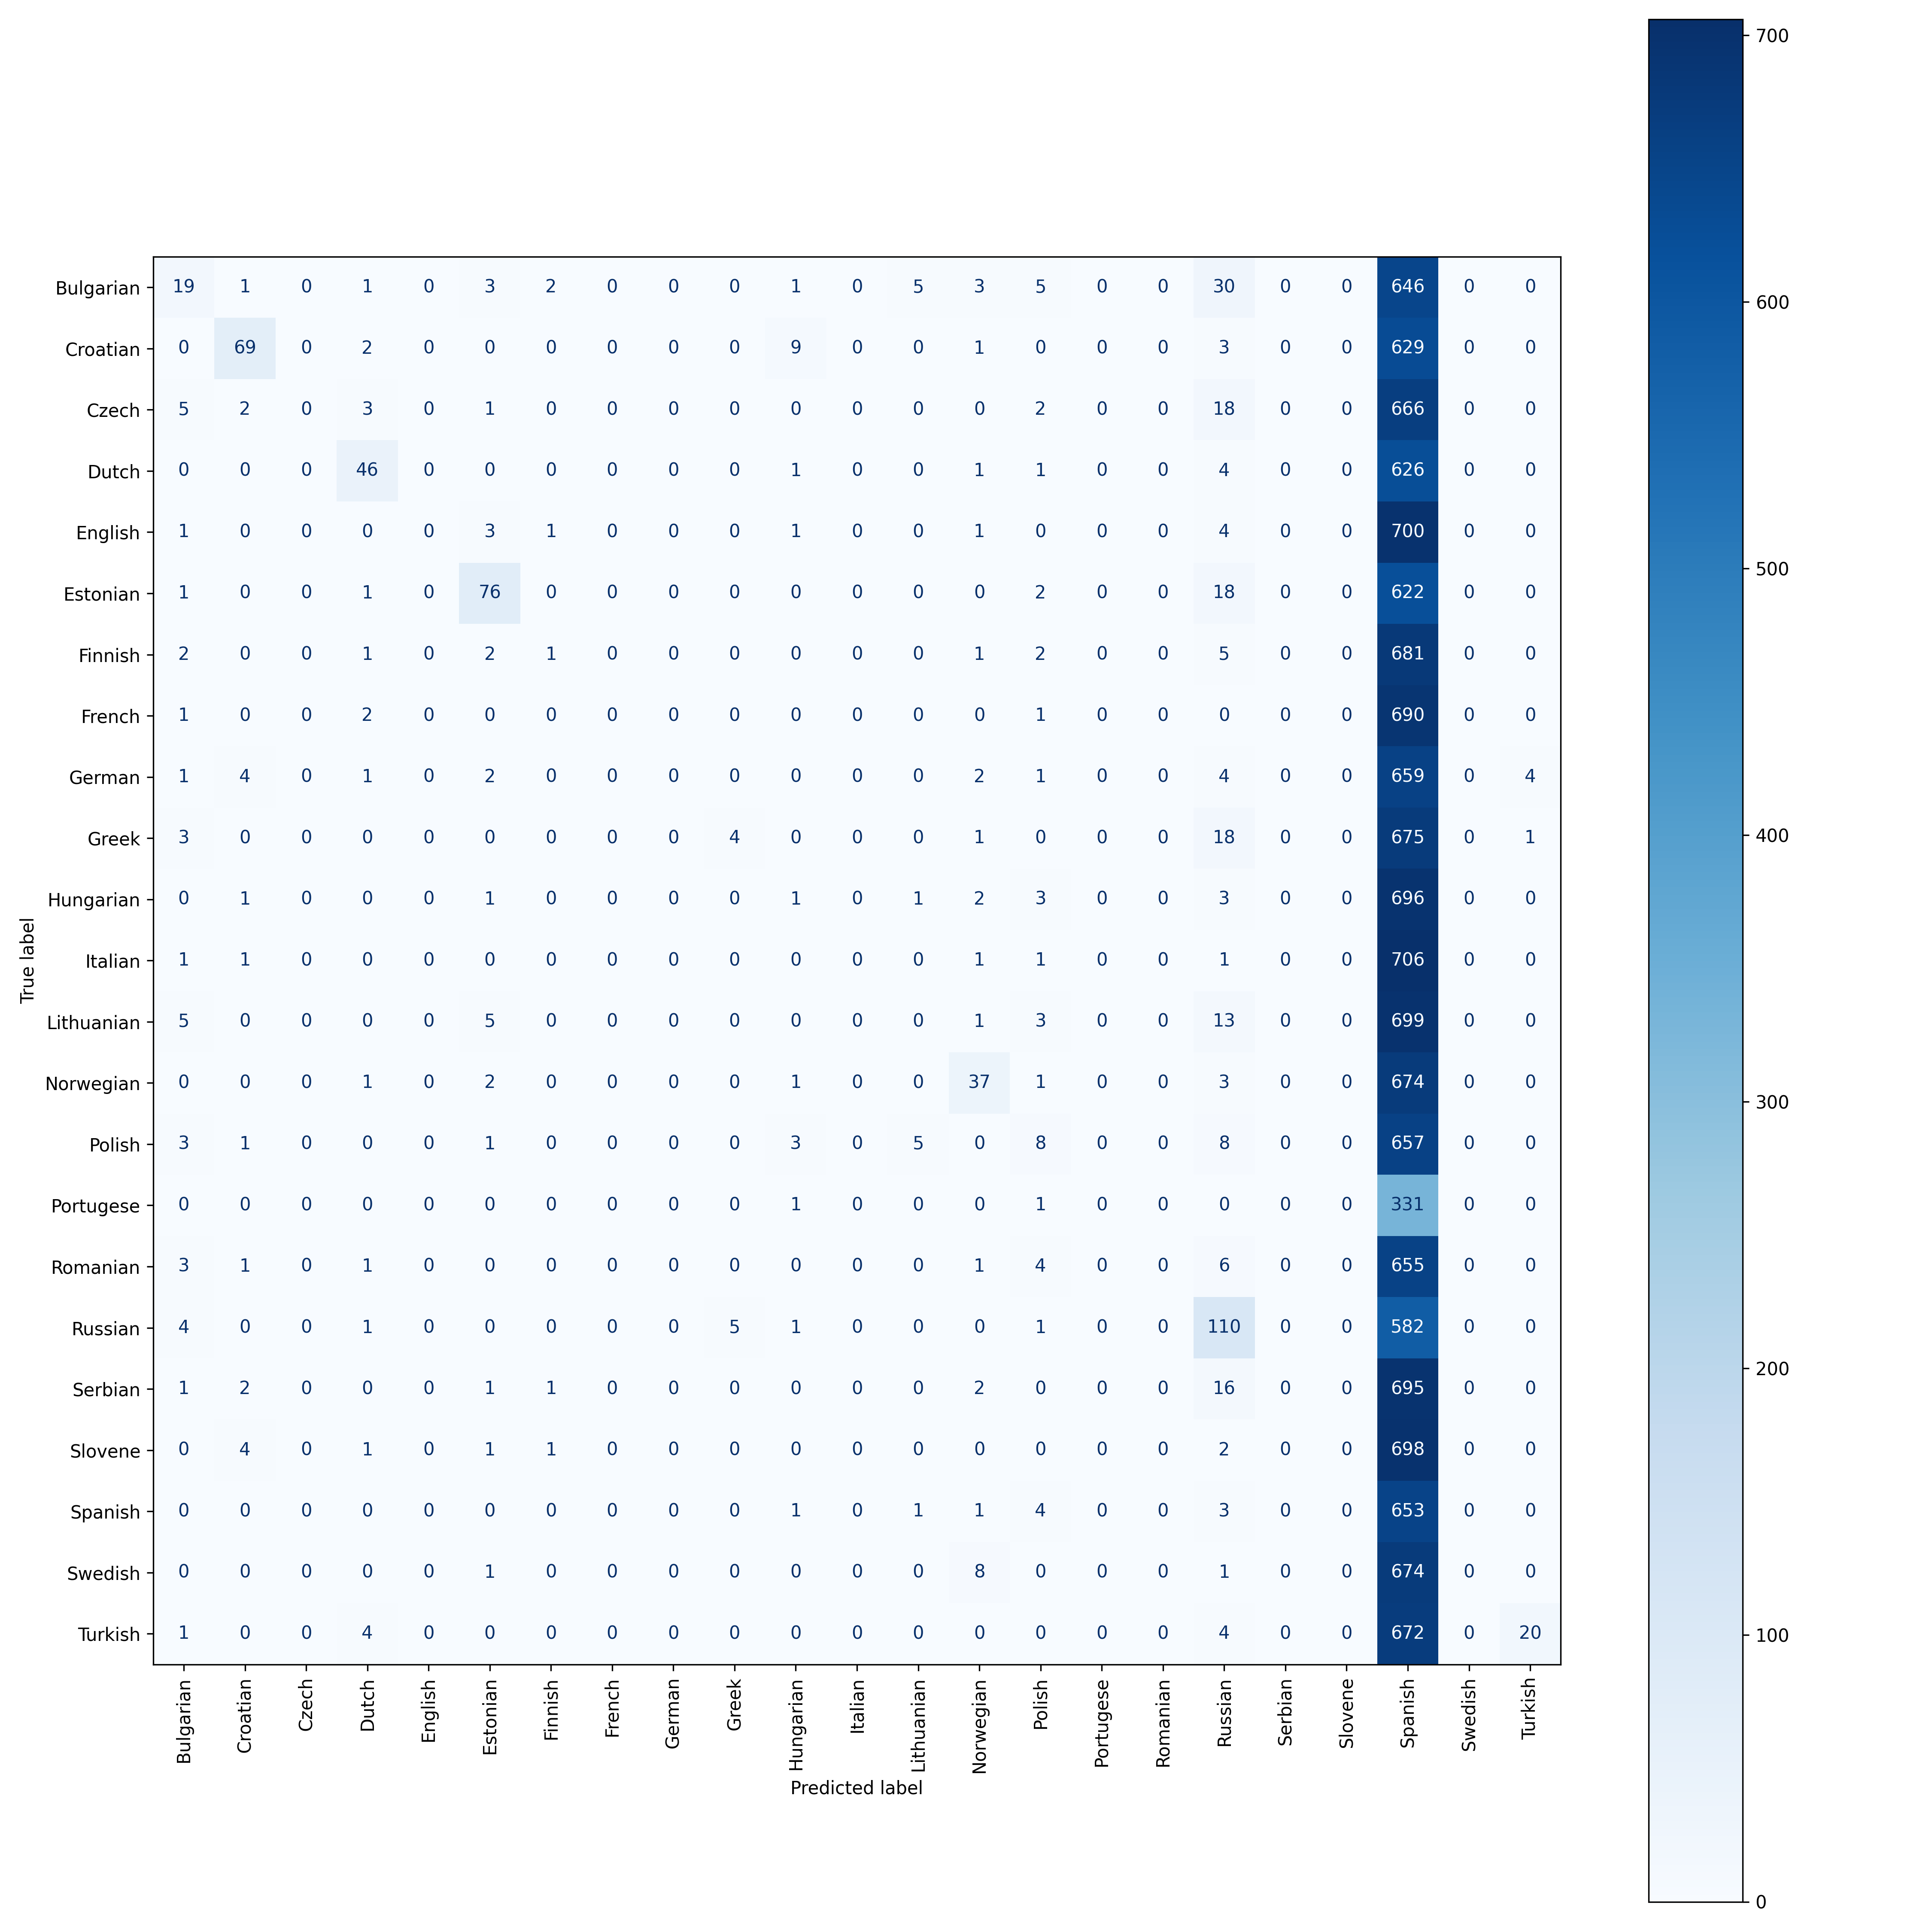 700
Bulgarian 19 1 0 1 0 3 2 0 0 0 1 0 5 3 5 0 0 30 0 0 646 0 0
600
Croatian 0 69 0 2 0 0 0 0 0 0 9 0 0 1 0 0 0 3 0 0 629 0 0
Czech 5 2 0 3 0 1 0 0 0 0 0 0 0 0 2 0 0 18 0 0 666 0 0
Dutch 0 0 0 46 0 0 0 0 0 0 1 0 0 1 1 0 0 4 0 0 626 0 0
English 1 0 0 0 0 3 1 0 0 0 1 0 0 1 0 0 0 4 0 0 700 0 0
500
Estonian 1 0 0 1 0 76 0 0 0 0 0 0 0 0 2 0 0 18 0 0 622 0 0
Finnish 2 0 0 1 0 2 1 0 0 0 0 0 0 1 2 0 0 5 0 0 681 0 0
French 1 0 0 2 0 0 0 0 0 0 0 0 0 0 1 0 0 0 0 0 690 0 0
German 1 4 0 1 0 2 0 0 0 0 0 0 0 2 1 0 0 4 0 0 659 0 4
400
Greek 3 0 0 0 0 0 0 0 0 4 0 0 0 1 0 0 0 18 0 0 675 0 1
Hungarian 0 1 0 0 0 1 0 0 0 0 1 0 1 2 3 0 0 3 0 0 696 0 0
True label
Italian 1 1 0 0 0 0 0 0 0 0 0 0 0 1 1 0 0 1 0 0 706 0 0
Lithuanian 5 0 0 0 0 5 0 0 0 0 0 0 0 1 3 0 0 13 0 0 699 0 0
Norwegian 0 0 0 1 0 2 0 0 0 0 1 0 0 37 1 0 0 3 0 0 674 0 0
300
Polish 3 1 0 0 0 1 0 0 0 0 3 0 5 0 8 0 0 8 0 0 657 0 0
Portugese 0 0 0 0 0 0 0 0 0 0 1 0 0 0 1 0 0 0 0 0 331 0 0
Romanian 3 1 0 1 0 0 0 0 0 0 0 0 0 1 4 0 0 6 0 0 655 0 0
Russian 4 0 0 1 0 0 0 0 0 5 1 0 0 0 1 0 0 110 0 0 582 0 0
200
Serbian 1 2 0 0 0 1 1 0 0 0 0 0 0 2 0 0 0 16 0 0 695 0 0
Slovene 0 4 0 1 0 1 1 0 0 0 0 0 0 0 0 0 0 2 0 0 698 0 0
Spanish 0 0 0 0 0 0 0 0 0 0 1 0 1 1 4 0 0 3 0 0 653 0 0
Swedish 0 0 0 0 0 1 0 0 0 0 0 0 0 8 0 0 0 1 0 0 674 0 0
Turkish 1 0 0 4 0 0 0 0 0 0 0 0 0 0 0 0 0 4 0 0 672 0 20
100
Bulgarian Croatian Czech Dutch English Estonian Finnish French German Greek Hungarian Italian Lithuanian Norwegian Polish Portugese Romanian Russian Serbian Slovene Spanish Swedish Turkish
Predicted label
0